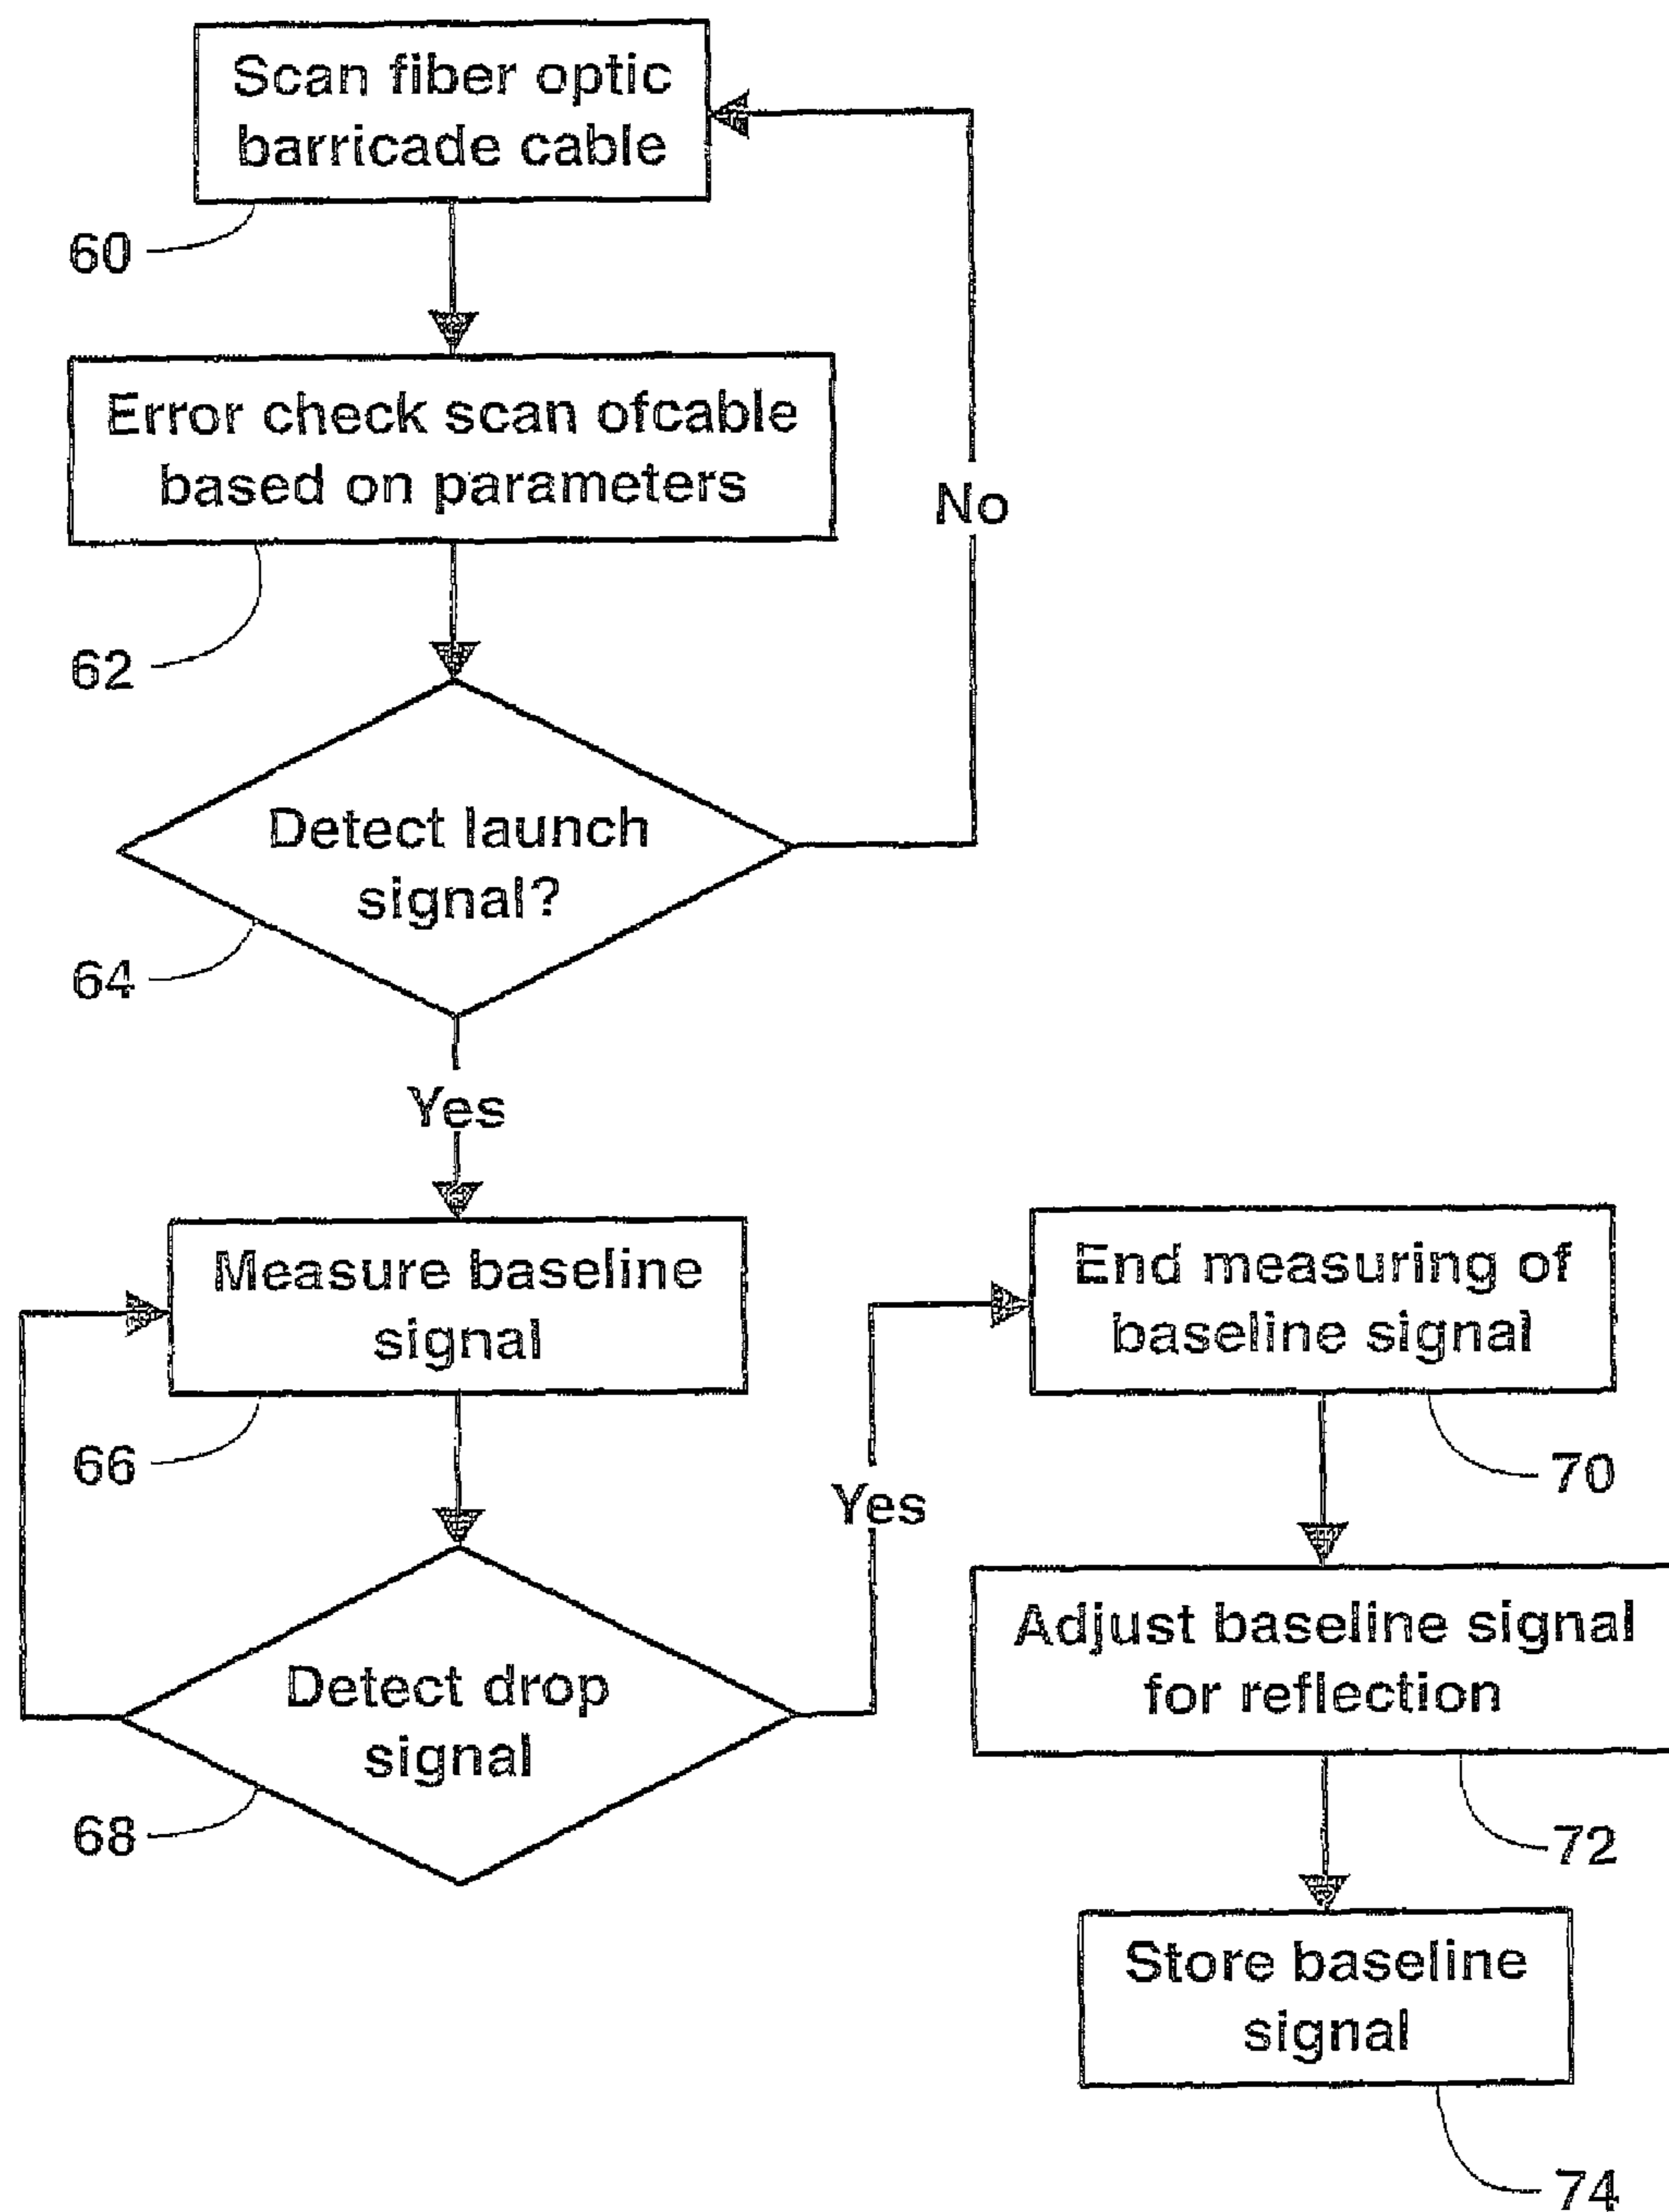 Scan fiber optic
barricade cable
60
Error check scan ofcable
based on parameters
No
62
Detect launch
signal?
64
Yes
Measure baseline
signal
66
End measuring of
baseline signal
70
Yes
Adjust baseline signal
for reflection
Detect drop
signal
68
72
Store baseline
signal
74